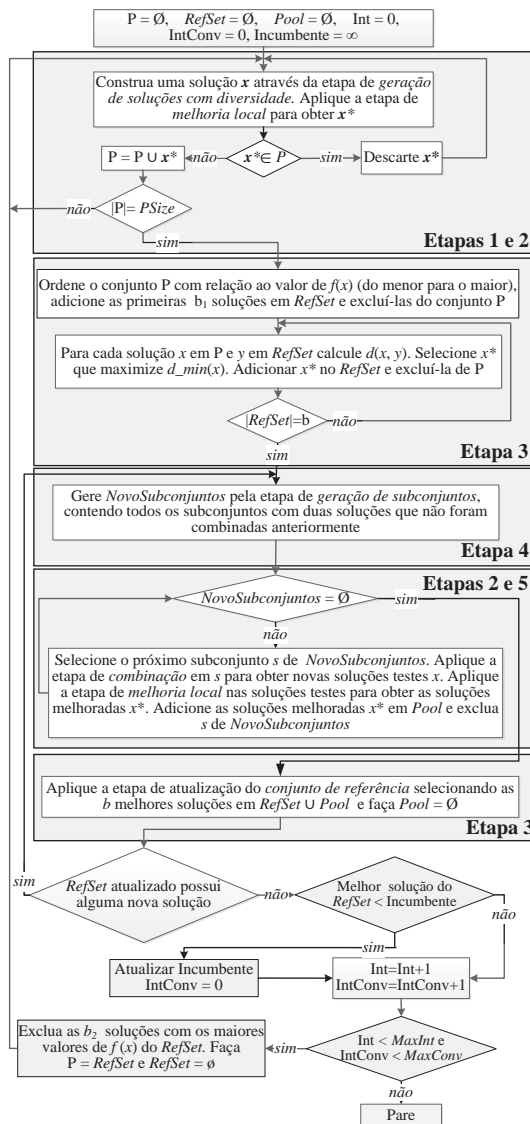 P = Ø, RefSet = Ø, Pool = Ø, Int = 0,
IntConv = 0, Incumbente = ∞
Construa uma solução x através da etapa de geração
de soluções com diversidade. Aplique a etapa de
melhoria local para obter x*
P = P ∪ x*
não
x*∈ P
sim
Descarte x*
não
|P|= PSize
sim
Etapas 1 e 2
Ordene o conjunto P com relação ao valor de f(x) (do menor para o maior),
adicione as primeiras b₁ soluções em RefSet e excluí-las do conjunto P
Para cada solução x em P e y em RefSet calcule d(x, y). Selecione x*
que maximize d_min(x). Adicionar x* no RefSet e excluí-la de P
|RefSet|=b
não
sim
Etapa 3
Gere NovoSubconjuntos pela etapa de geração de subconjuntos,
contendo todos os subconjuntos com duas soluções que não foram
combinadas anteriormente
Etapa 4
Etapas 2 e 5
NovoSubconjuntos = Ø
sim
não
Selecione o próximo subconjunto s de NovoSubconjuntos. Aplique a
etapa de combinação em s para obter novas soluções testes x. Aplique
a etapa de melhoria local nas soluções testes para obter as soluções
melhoradas x*. Adicione as soluções melhoradas x* em Pool e exclua
s de NovoSubconjuntos
Aplique a etapa de atualização do conjunto de referência selecionando as
b melhores soluções em RefSet ∪ Pool e faça Pool = Ø
Etapa 3
sim
RefSet atualizado possui
alguma nova solução
não
Melhor solução do
RefSet < Incumbente
não
sim
Atualizar Incumbente
IntConv = 0
Int=Int+1
IntConv=IntConv+1
Exclua as b₂ soluções com os maiores
valores de f (x) do RefSet. Faça
P = RefSet e RefSet = ø
sim
Int < MaxInt e
IntConv < MaxConv
não
Pare